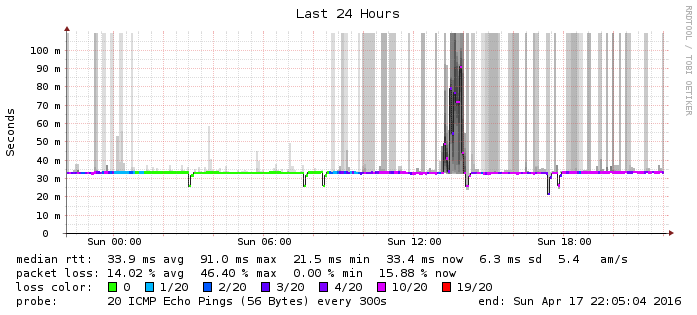 Last 24 Hours
RRDTOOL / TOBI OETIKER
Seconds
100 m
90 m
80 m
70 m
60 m
50 m
40 m
30 m
20 m
10 m
0
Sun 00:00 Sun 06:00 Sun 12:00 Sun 18:00
median rtt: 33.9 ms avg 91.0 ms max 21.5 ms min 33.4 ms now 6.3 ms sd 5.4 am/s
packet loss: 14.02 % avg 46.40 % max 0.00 % min 15.88 % now
loss color: 0 1/20 2/20 3/20 4/20 10/20 19/20
probe: 20 ICMP Echo Pings (56 Bytes) every 300s end: Sun Apr 17 22:05:04 2016